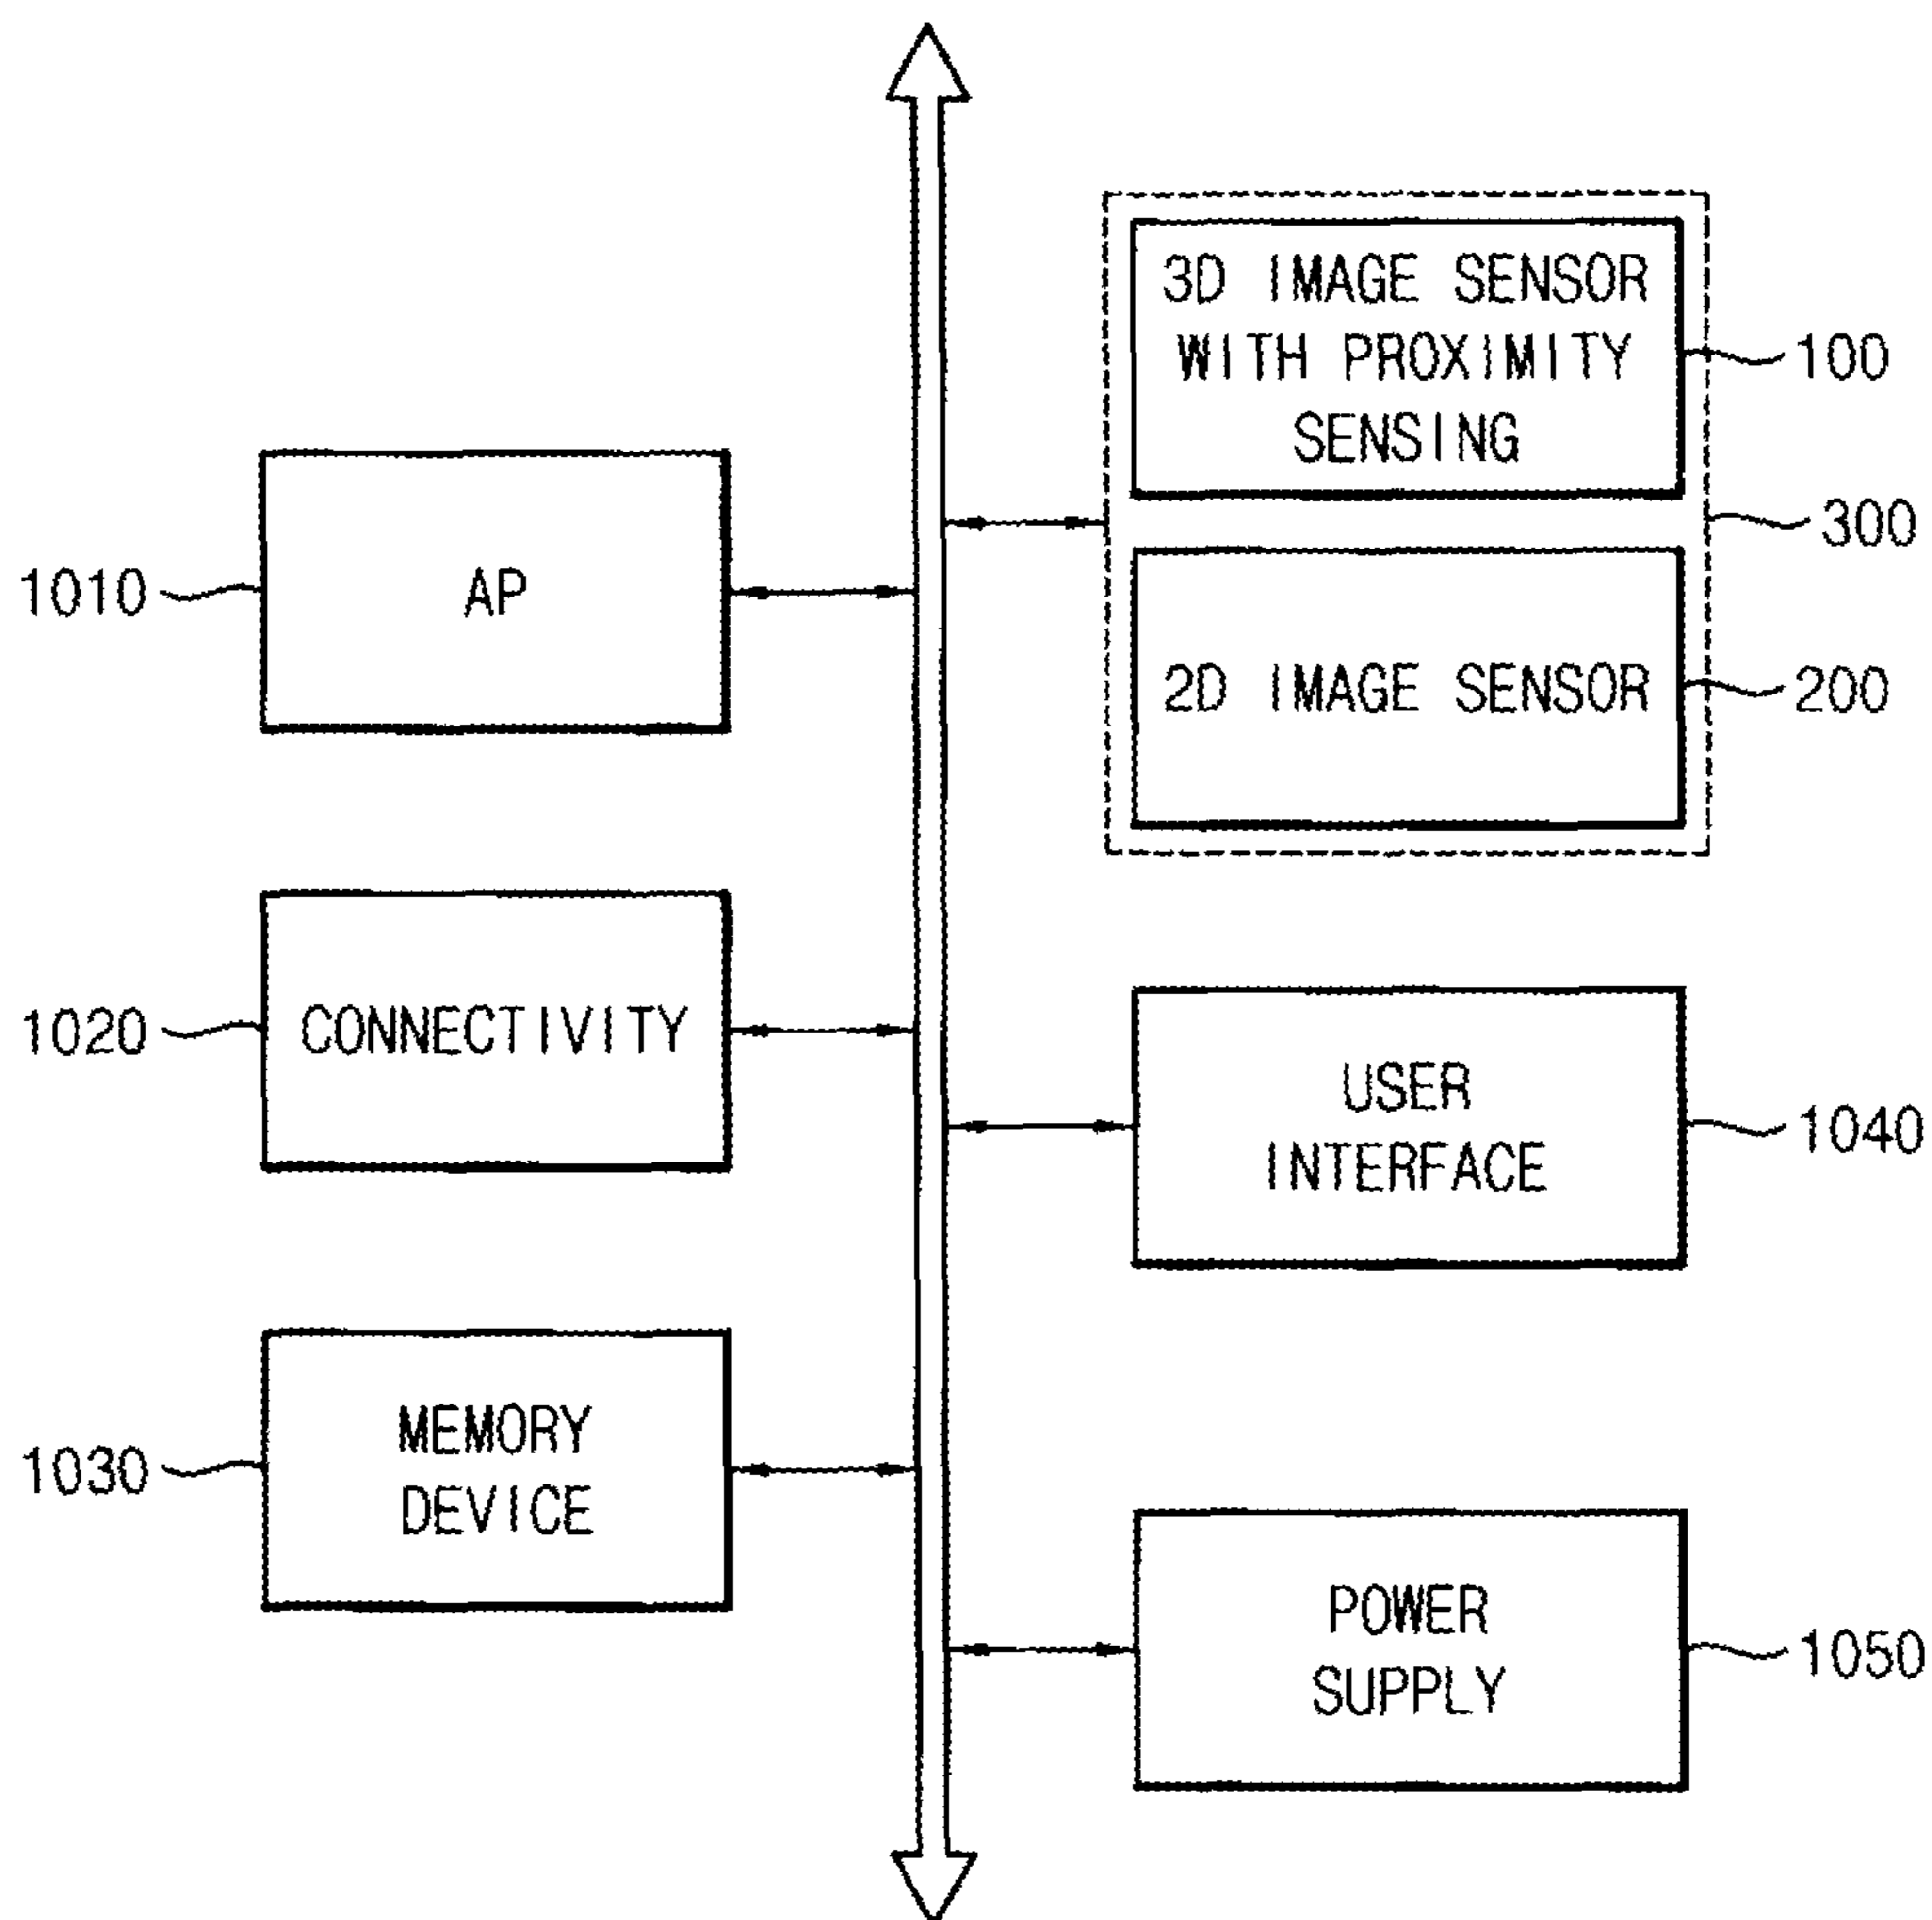 3D IMAGE SENSOR
WITH PROXIMITY
SENSING
100
300
AP
1010
2D IMAGE SENSOR
200
CONNECTIVITY
1020
USER
INTERFACE
1040
MEMORY
DEVICE
1030
POWER
SUPPLY
1050